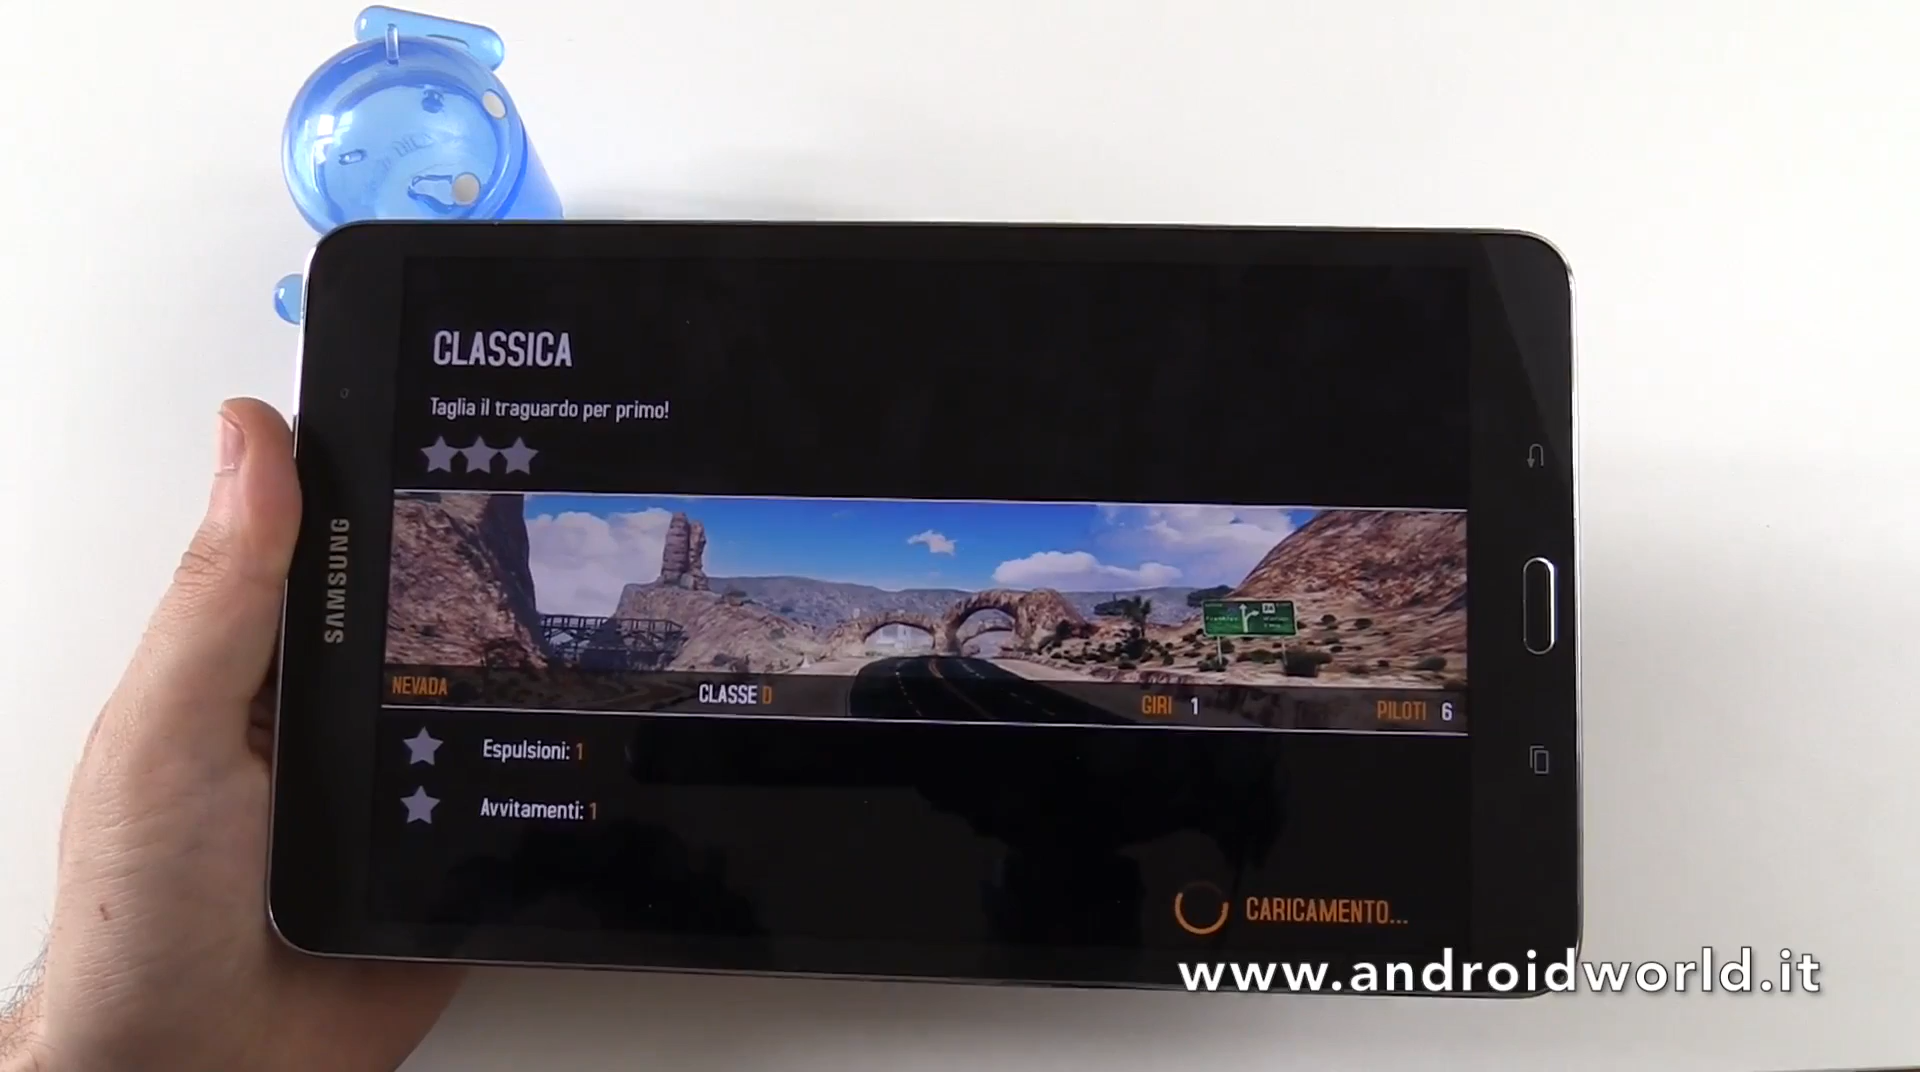 CLASSICA
Taglia il traguardo per primo!
SAMSUNG
NEVADA
CLASSE D
GIRI 1
PILOTI 6
Espulsioni: 1
Avvitamenti: 1
CARICAMENTO...
www.androidworld.it